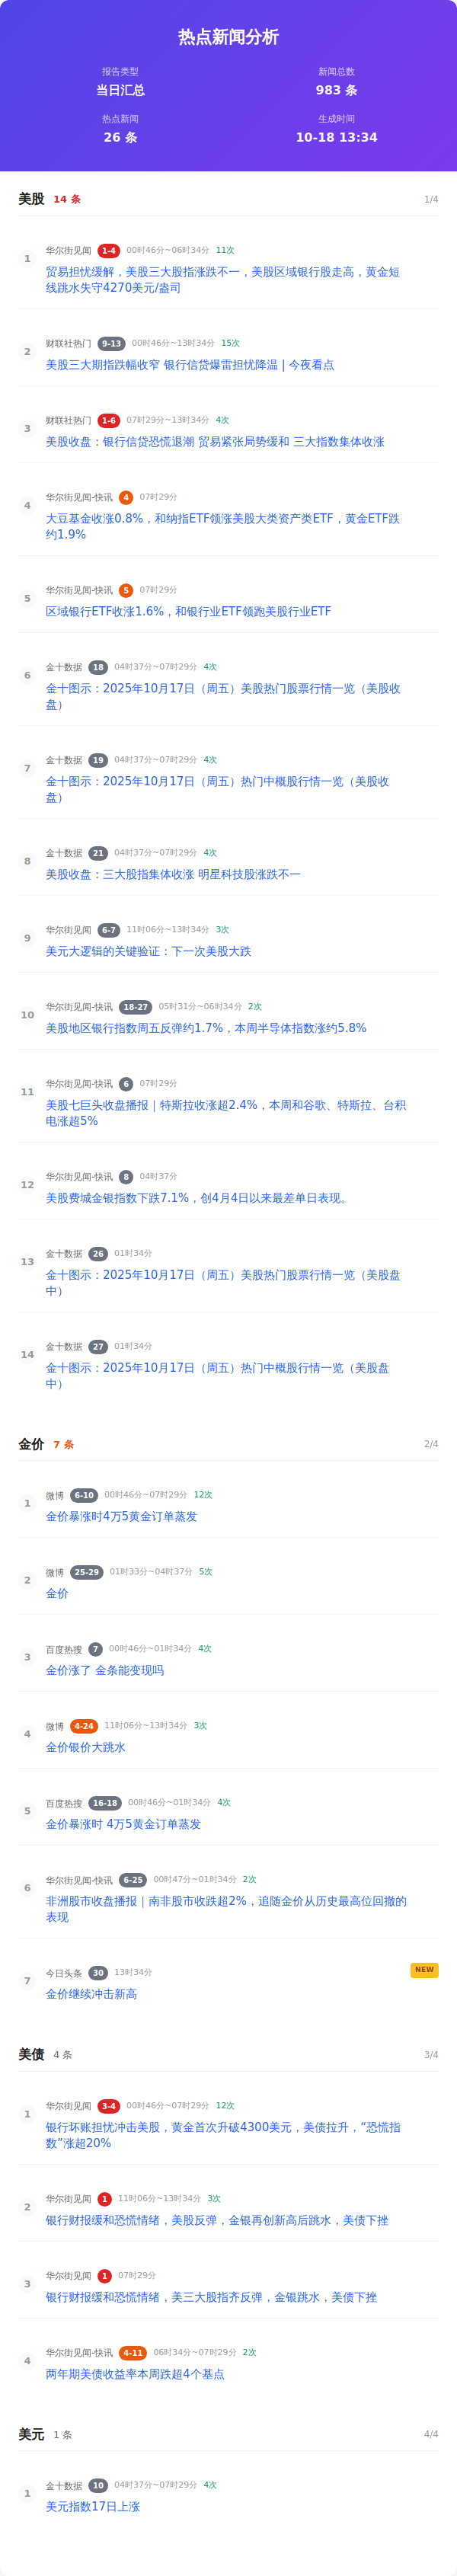 热点新闻分析
报告类型
新闻总数
当日汇总
983 条
热点新闻
生成时间
26 条
10-18 13:34
美股 14 条 1/4
1 华尔街见闻 1-4 00时46分~06时34分 11次
贸易担忧缓解，美股三大股指涨跌不一，美股区域银行股走高，黄金短
线跳水失守4270美元/盎司
2 财联社热门 9-13 00时46分~13时34分 15次
美股三大期指跌幅收窄 银行信贷爆雷担忧降温 | 今夜看点
3 财联社热门 1-6 07时29分~13时34分 4次
美股收盘：银行信贷恐慌退潮 贸易紧张局势缓和 三大指数集体收涨
4 华尔街见闻-快讯 4 07时29分
大豆基金收涨0.8%，和纳指ETF领涨美股大类资产类ETF，黄金ETF跌
约1.9%
5 华尔街见闻-快讯 5 07时29分
区域银行ETF收涨1.6%，和银行业ETF领跑美股行业ETF
6 金十数据 18 04时37分~07时29分 4次
金十图示：2025年10月17日（周五）美股热门股票行情一览（美股收
盘）
7 金十数据 19 04时37分~07时29分 4次
金十图示：2025年10月17日（周五）热门中概股行情一览（美股收
盘）
8 金十数据 21 04时37分~07时29分 4次
美股收盘：三大股指集体收涨 明星科技股涨跌不一
9 华尔街见闻 6-7 11时06分~13时34分 3次
美元大逻辑的关键验证：下一次美股大跌
10 华尔街见闻-快讯 18-27 05时31分~06时34分 2次
美股地区银行指数周五反弹约1.7%，本周半导体指数涨约5.8%
11 华尔街见闻-快讯 6 07时29分
美股七巨头收盘播报｜特斯拉收涨超2.4%，本周和谷歌、特斯拉、台积
电涨超5%
12 华尔街见闻-快讯 8 04时37分
美股费城金银指数下跌7.1%，创4月4日以来最差单日表现。
13 金十数据 26 01时34分
金十图示：2025年10月17日（周五）美股热门股票行情一览（美股盘
中）
14 金十数据 27 01时34分
金十图示：2025年10月17日（周五）热门中概股行情一览（美股盘
中）
金价 7 条 2/4
1 微博 6-10 00时46分~07时29分 12次
金价暴涨时4万5黄金订单蒸发
2 微博 25-29 01时33分~04时37分 5次
金价
3 百度热搜 7 00时46分~01时34分 4次
金价涨了 金条能变现吗
4 微博 4-24 11时06分~13时34分 3次
金价银价大跳水
5 百度热搜 16-18 00时46分~01时34分 4次
金价暴涨时 4万5黄金订单蒸发
6 华尔街见闻-快讯 6-25 00时47分~01时34分 2次
非洲股市收盘播报｜南非股市收跌超2%，追随金价从历史最高位回撤的
表现
7 今日头条 30 13时34分 NEW
金价继续冲击新高
美债 4 条 3/4
1 华尔街见闻 3-4 00时46分~07时29分 12次
银行坏账担忧冲击美股，黄金首次升破4300美元，美债拉升，“恐慌指
数”涨超20%
2 华尔街见闻 1 11时06分~13时34分 3次
银行财报缓和恐慌情绪，美股反弹，金银再创新高后跳水，美债下挫
3 华尔街见闻 1 07时29分
银行财报缓和恐慌情绪，美三大股指齐反弹，金银跳水，美债下挫
4 华尔街见闻-快讯 4-11 06时34分~07时29分 2次
两年期美债收益率本周跌超4个基点
美元 1 条 4/4
1 金十数据 10 04时37分~07时29分 4次
美元指数17日上涨